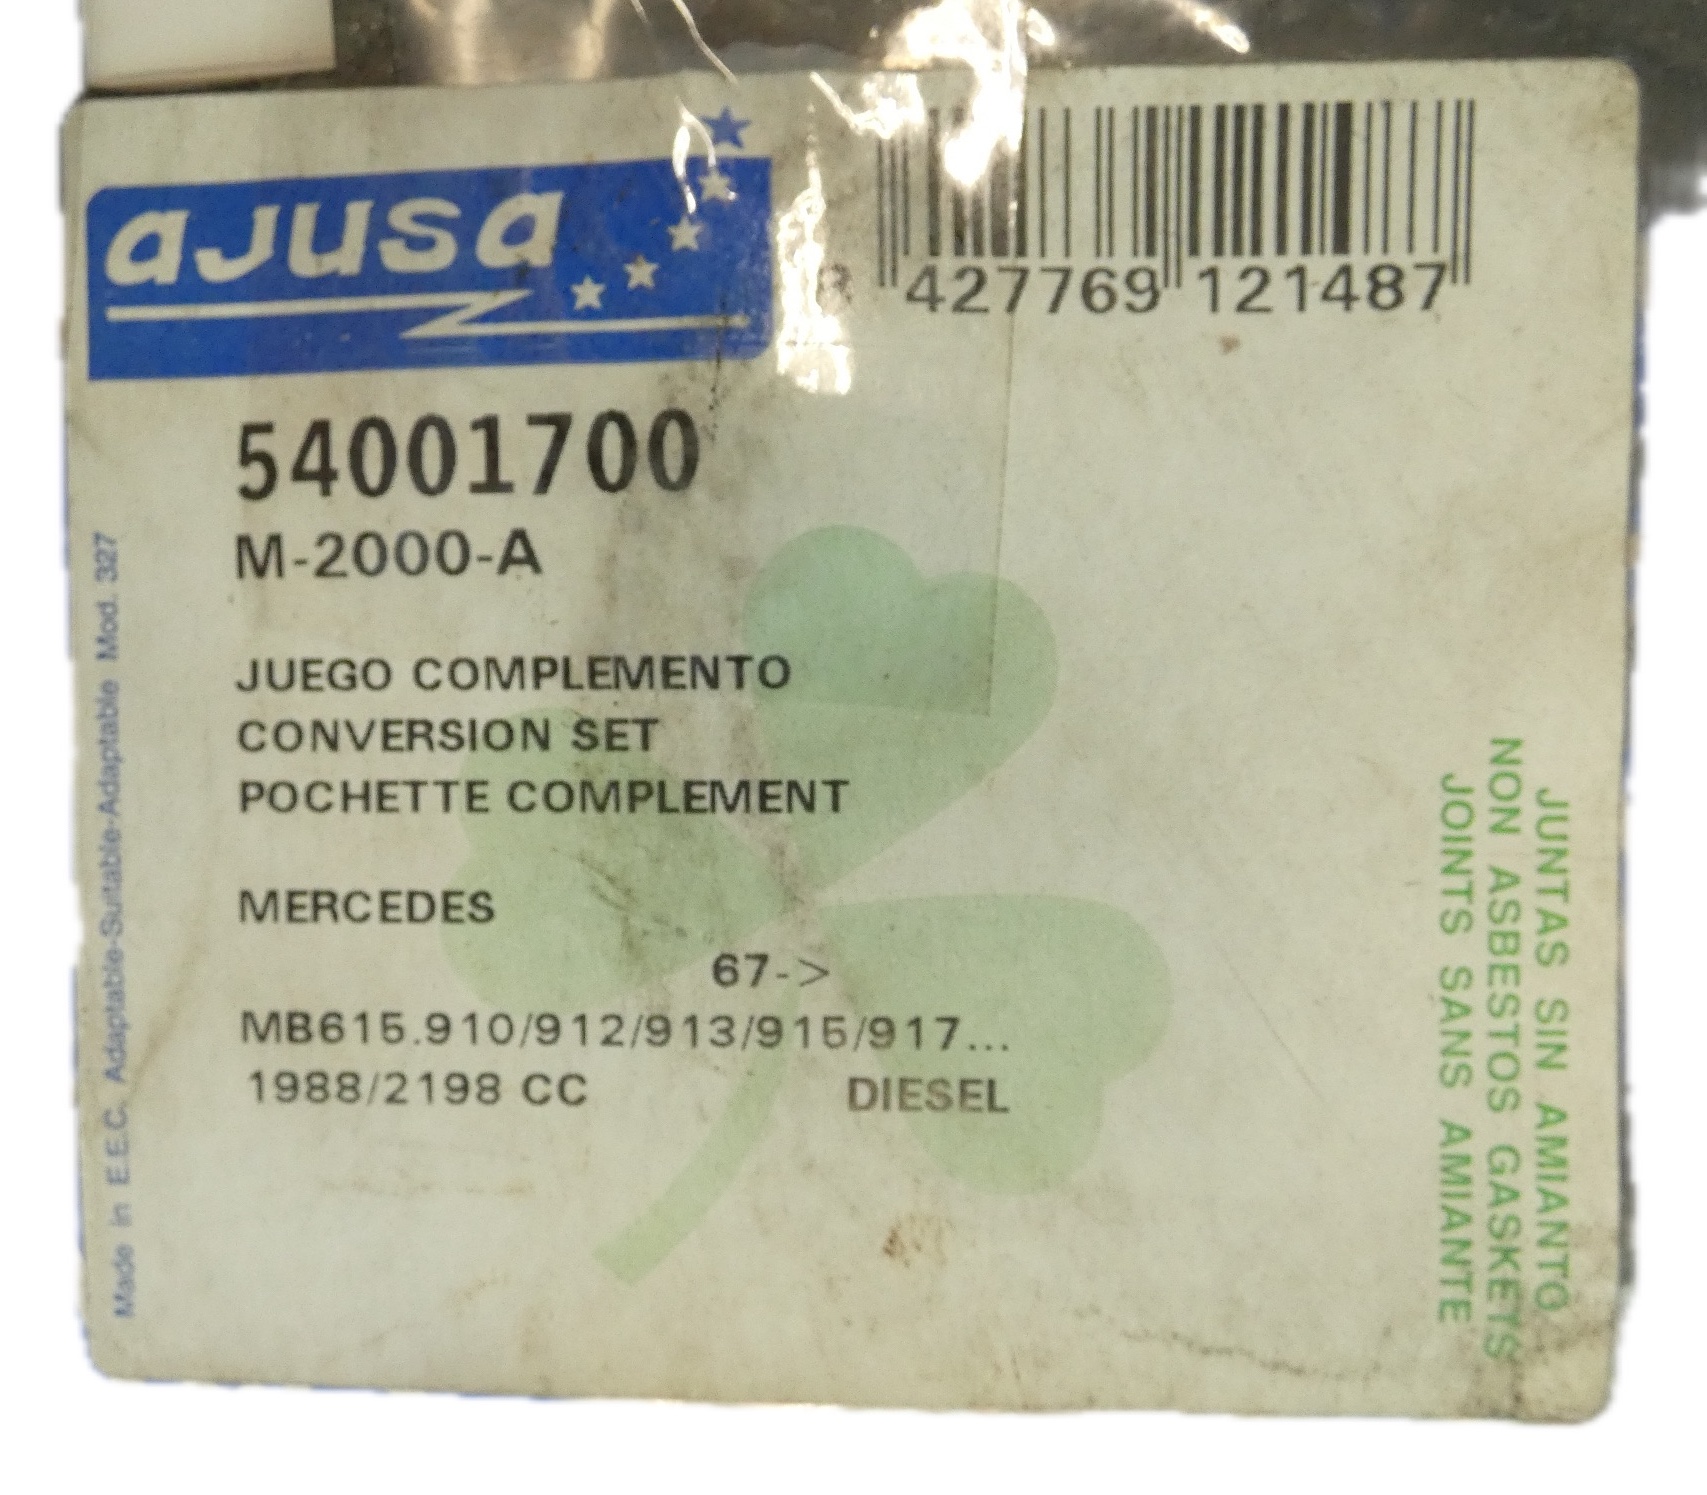 ajusa
8 427769 121487
54001700
M-2000-A
JUEGO COMPLEMENTO
CONVERSION SET
POCHETTE COMPLEMENT
MERCEDES
67->
MB615.910/912/913/915/917...
1988/2198 CC DIESEL
Made in E.E.C. Adaptable-Suitable-Adaptable Mod. 327
JUNTAS SIN AMIANTO
NON ASBESTOS GASKETS
JOINTS SANS AMIANTE